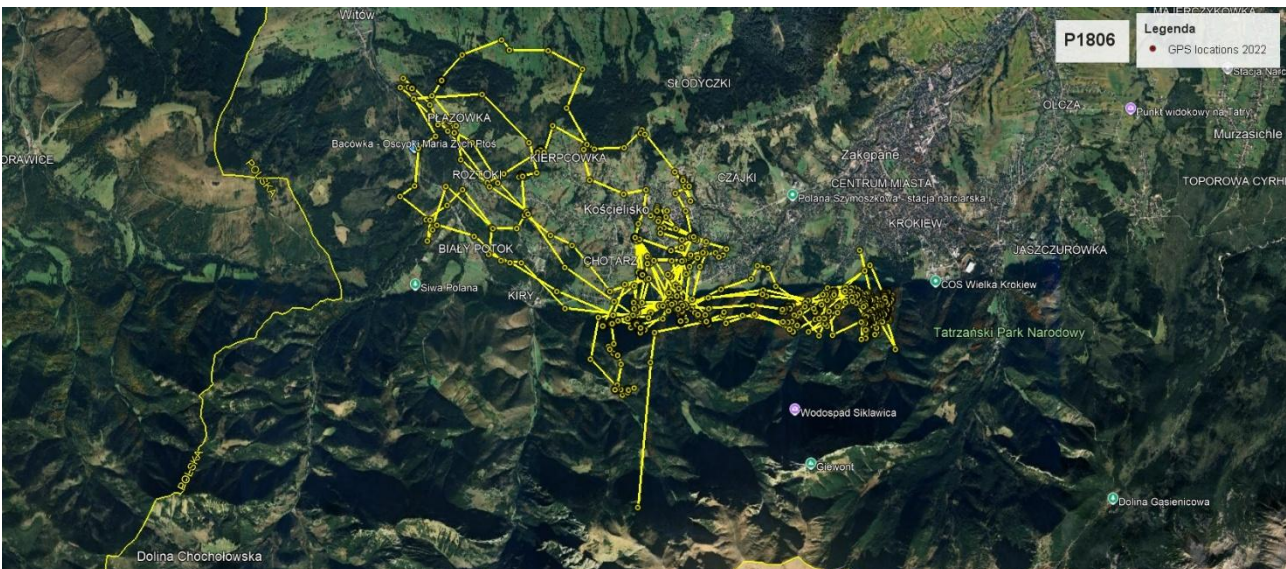 Witów
P1806
Legenda
GPS locations 2022
SŁODYCZKI
Stacja Narc
OLCZA
Punkt widokowy na Tatry
PŁAZÓWKA
Murzasichle
Bacówka - Oscypki Maria Zych Ptoś
KIERPCÓWKA
Zakopane
ORAWICE
POLSKA
ROZTOKI
CZAJKI
CENTRUM MIASTA
TOPOROWA CYRH
Polana Szymoszkowa - stacja narciarska
Kościelisko
KROKIEW
BIAŁY POTOK
JASZCZURÓWKA
CHOTARZ
Siwa Polana
KIRY
COS Wielka Krokiew
Tatrzański Park Narodowy
Wodospad Siklawica
POLSKA
Giewont
Dolina Gąsienicowa
Dolina Chochołowska